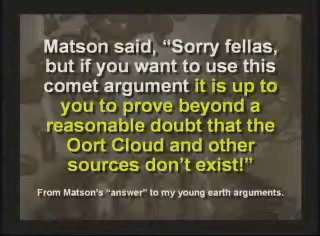 Matson said, “Sorry fellas,
but if you want to use this
comet argument it is up to
you to prove beyond a
reasonable doubt that the
Oort Cloud and other
sources don’t exist!”
From Matson’s “answer” to my young earth arguments.